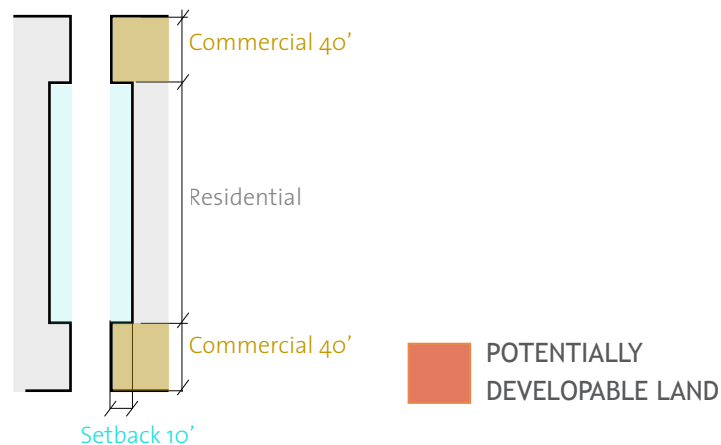 Commercial 40’
Residential
Commercial 40’
Setback 10’
POTENTIALLY
DEVELOPABLE LAND